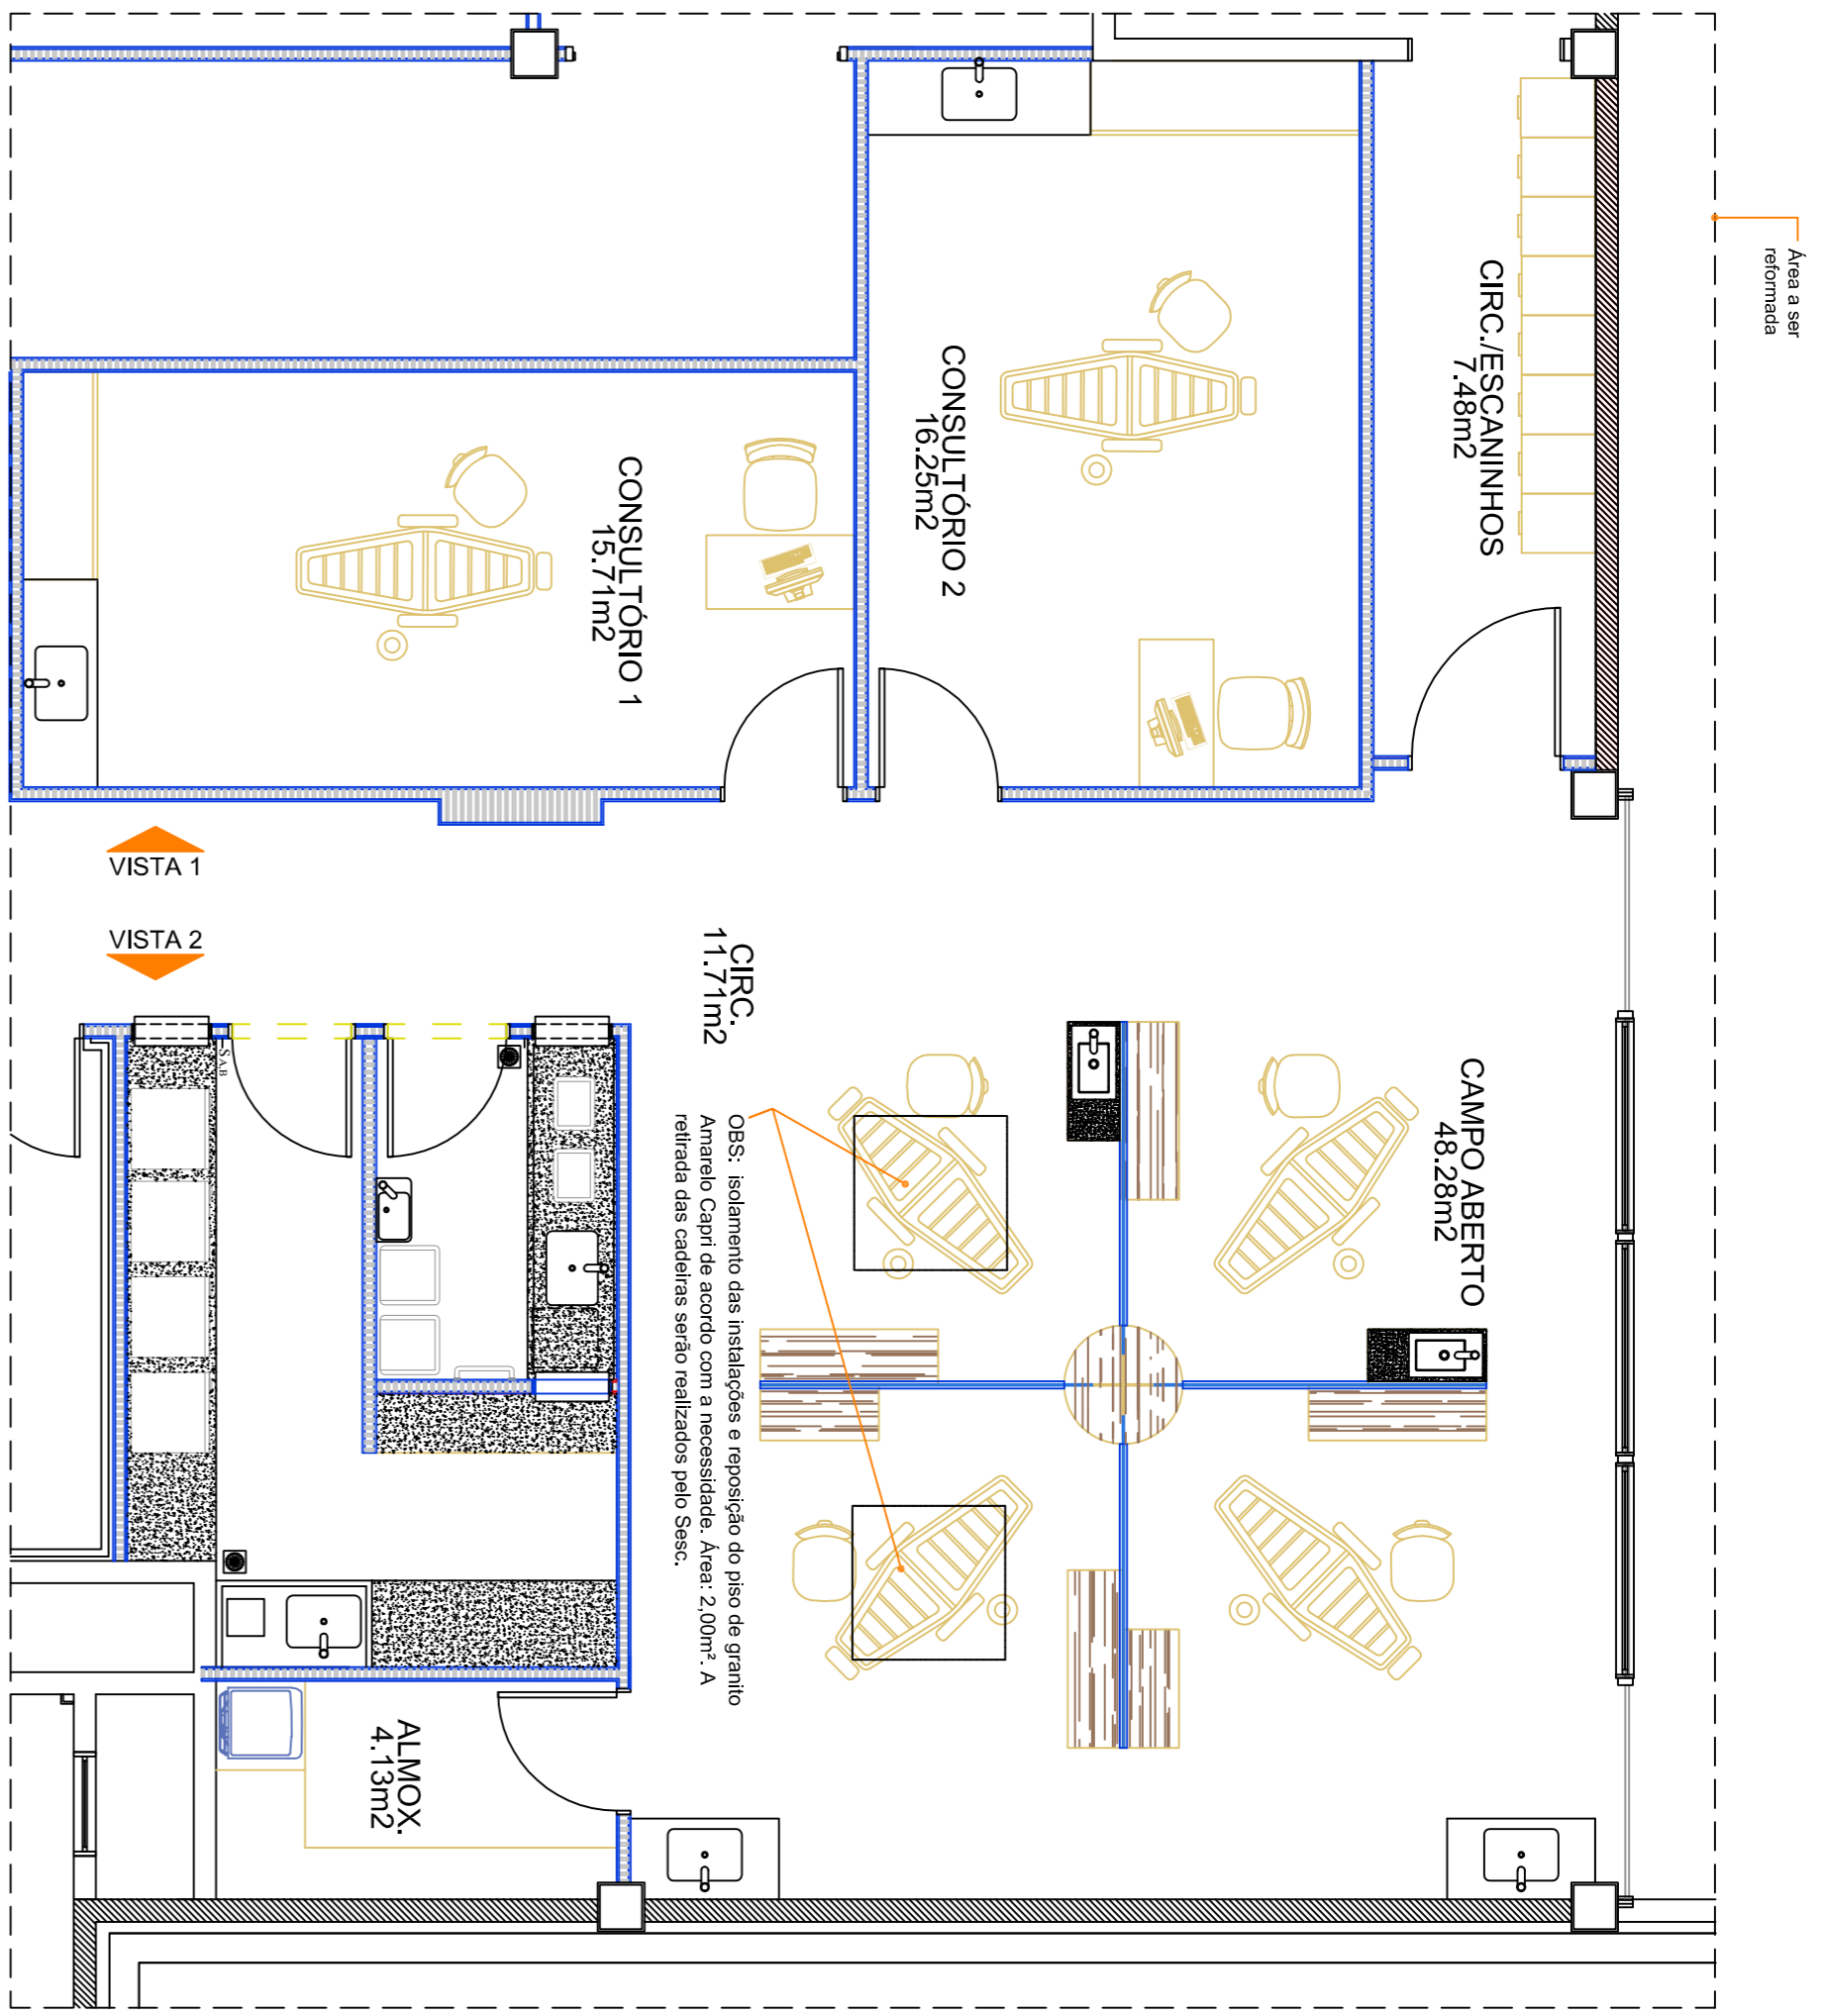 Área a ser
reformada
CIRC./ESCANINHOS
7.48m2
CONSULTÓRIO 2
16.25m2
CONSULTÓRIO 1
15.71m2
VISTA 1
VISTA 2
CIRC.
11.71m2
CAMPO ABERTO
48.28m2
OBS: isolamento das instalações e reposição do piso de granito
Amarelo Capri de acordo com a necessidade. Área: 2,00m². A
retirada das cadeiras serão realizados pelo Sesc.
S.A.B
ALMOX.
4.13m2